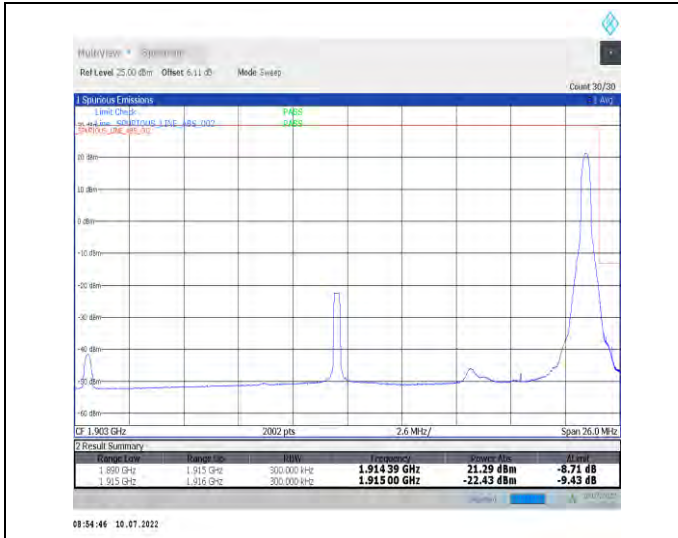 MultiView Spectrum
Ref Level 25.00 dBm Offset 6.11 dB Mode Sweep
Count 30/30
1 Spurious Emissions 1 Avg
Limit Check PASS
Line _SPURIOUS_LINE_ABS_002 PASS
_SPURIOUS_LINE_ABS_002
20 dBm
10 dBm
0 dBm
-10 dBm
-20 dBm
-30 dBm
-40 dBm
-50 dBm
-60 dBm
CF 1.903 GHz 2002 pts 2.6 MHz/ Span 26.0 MHz
2 Result Summary
Range Low Range Up RBW Frequency Power Abs ΔLimit
1.890 GHz 1.915 GHz 300.000 kHz 1.914 39 GHz 21.29 dBm -8.71 dB
1.915 GHz 1.916 GHz 300.000 kHz 1.915 00 GHz -22.43 dBm -9.43 dB
08:54:46 10.07.2022